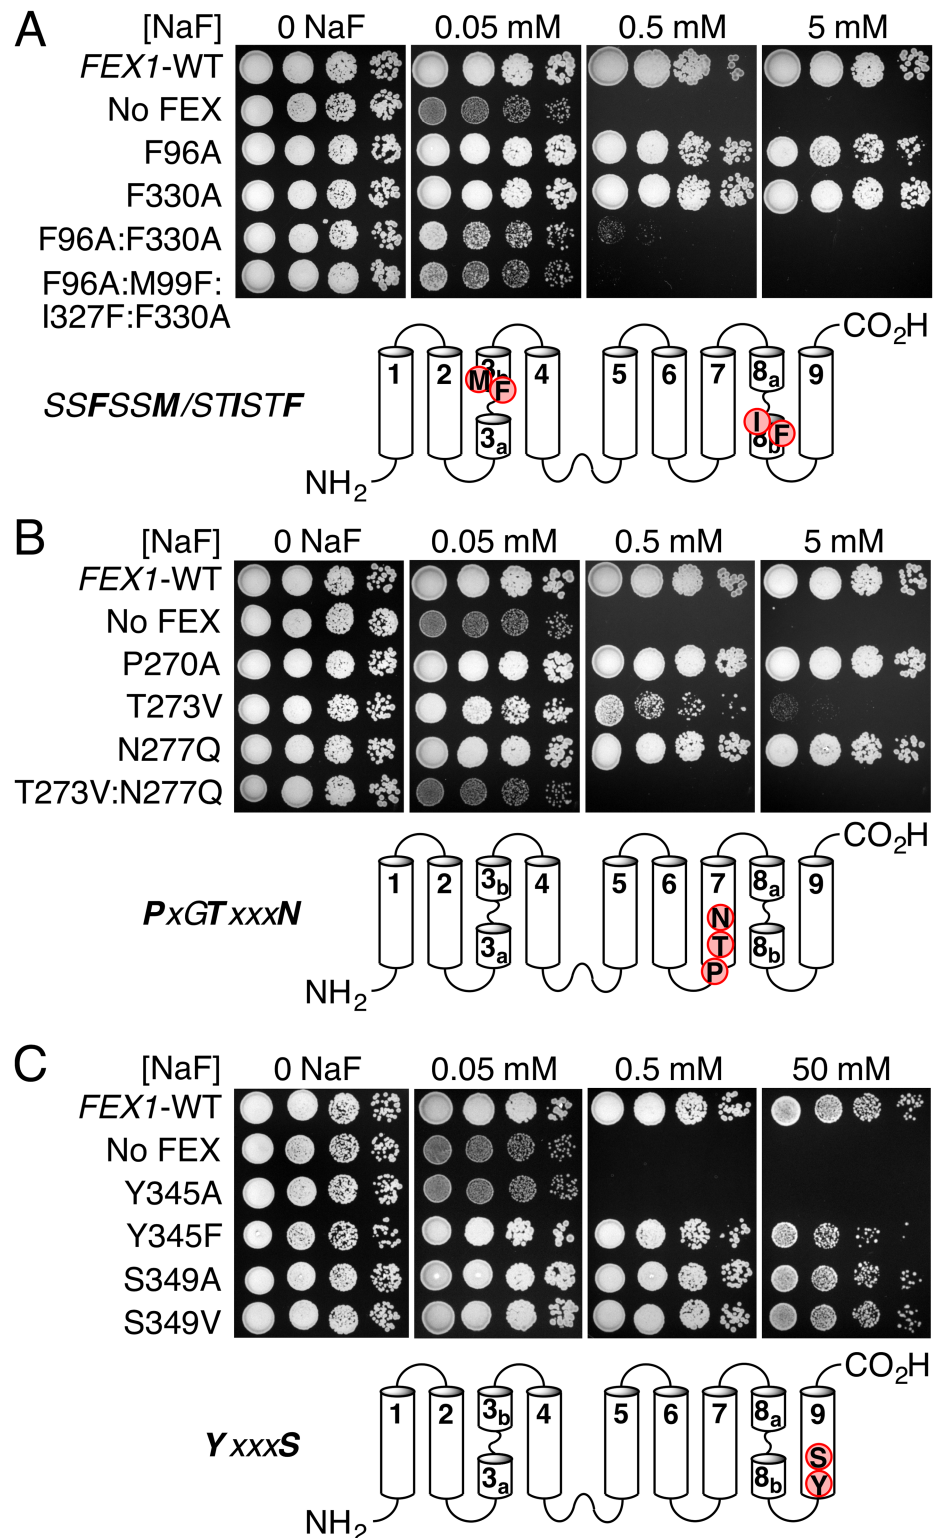 A [NaF] 0 NaF 0.05 mM 0.5 mM 5 mM
FEX1-WT
No FEX
F96A
F330A
F96A:F330A
F96A:M99F:
I327F:F330A
CO2H
1 2 3b 4 5 6 7 8a 9
M F I F
SSFSSM/STISTF
3a 8b
NH2
B [NaF] 0 NaF 0.05 mM 0.5 mM 5 mM
FEX1-WT
No FEX
P270A
T273V
N277Q
T273V:N277Q
CO2H
1 2 3b 4 5 6 7 8a 9
PxGTxxxN
N
3a T 8b
P
NH2
C [NaF] 0 NaF 0.05 mM 0.5 mM 50 mM
FEX1-WT
No FEX
Y345A
Y345F
S349A
S349V
CO2H
1 2 3b 4 5 6 7 8a 9
YxxxS
S
3a 8b Y
NH2